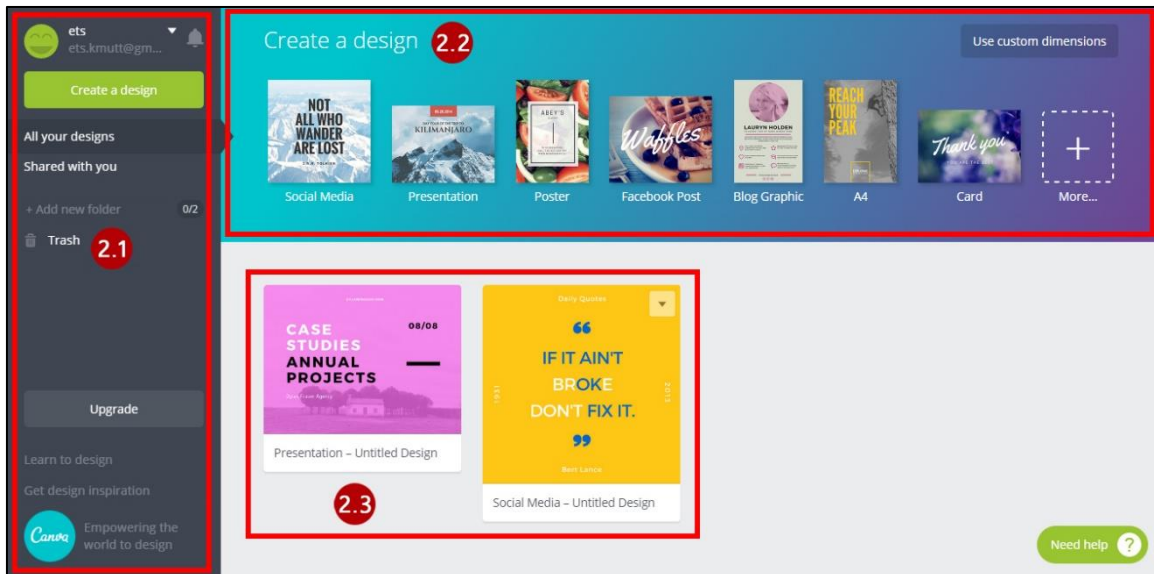 ets
ets.kmutt@gm...
Create a design
All your designs
Shared with you
+ Add new folder 0/2
Trash
2.1
Upgrade
Learn to design
Get design inspiration
Canva
Empowering the
world to design
Create a design 2.2
Use custom dimensions
NOT
ALL WHO
WANDER
ARE LOST
Social Media
KILIMANJARO
Presentation
ABEY'S
Poster
Waffles
Facebook Post
LAURYN HOLDEN
Blog Graphic
REACH
YOUR
PEAK
A4
Thank you
Card
More...
CASE
STUDIES
ANNUAL
PROJECTS
08/08
Presentation – Untitled Design
2.3
Daily Quotes
“
IF IT AIN'T
BROKE
DON'T FIX IT.
”
Bert Lance
Social Media – Untitled Design
Need help ?